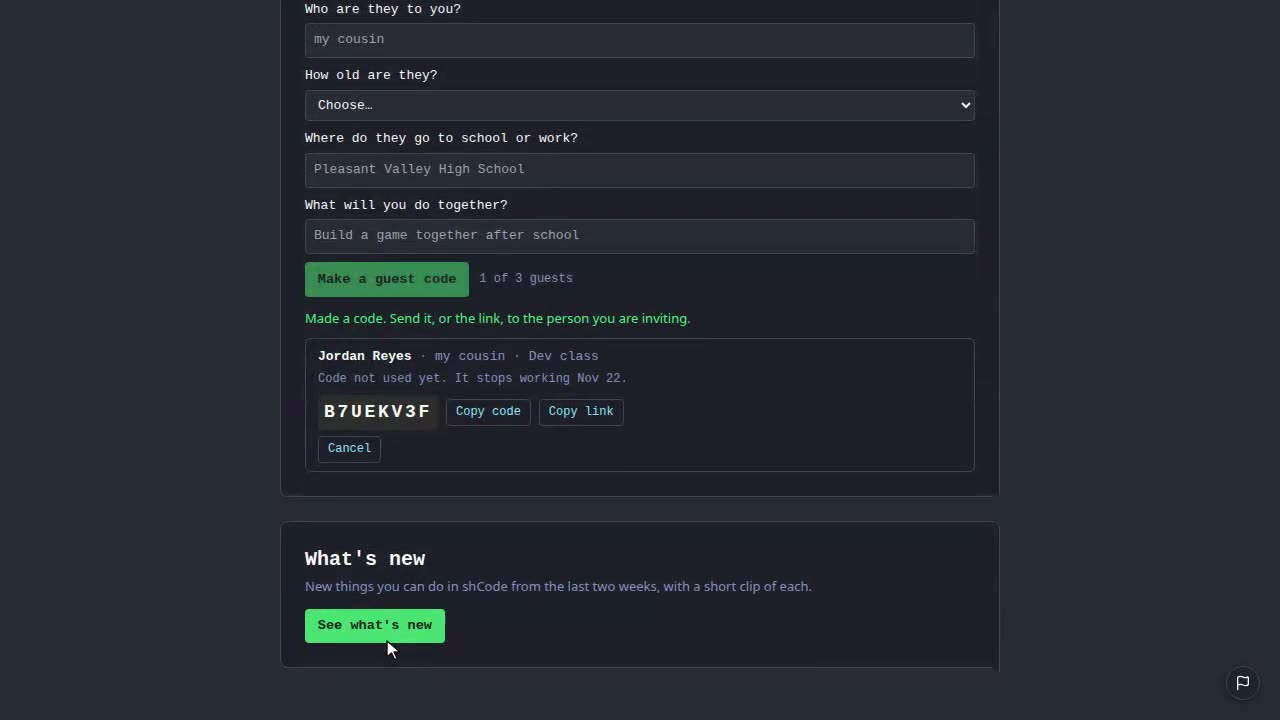 Who are they to you?
my cousin
How old are they?
Choose…
Where do they go to school or work?
Pleasant Valley High School
What will you do together?
Build a game together after school
Make a guest code 1 of 3 guests
Made a code. Send it, or the link, to the person you are inviting.
Jordan Reyes · my cousin · Dev class
Code not used yet. It stops working Nov 22.
B7UEKV3F Copy code Copy link
Cancel
What's new
New things you can do in shCode from the last two weeks, with a short clip of each.
See what's new